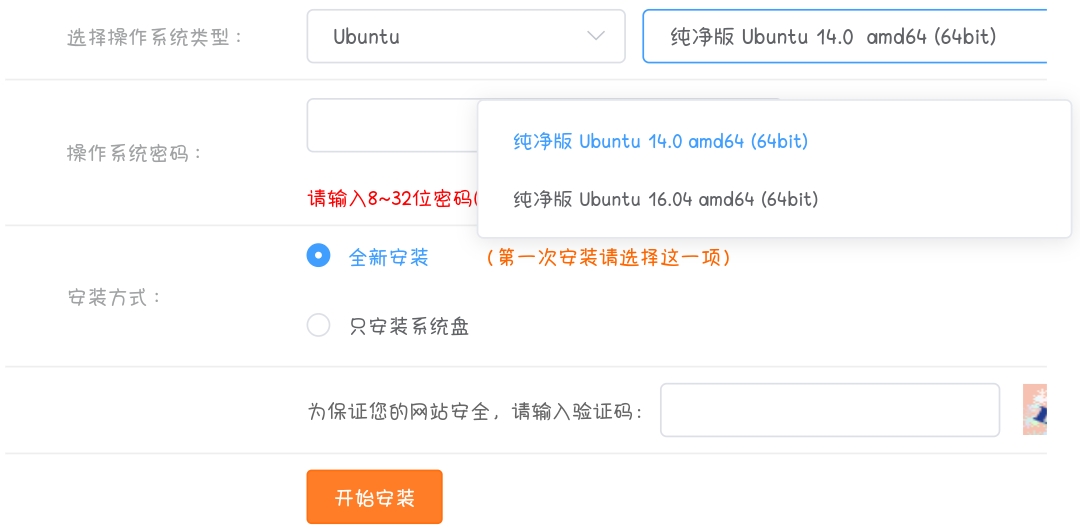 选择操作系统类型：
Ubuntu
纯净版 Ubuntu 14.0 amd64 (64bit)
操作系统密码：
纯净版 Ubuntu 14.0 amd64 (64bit)
纯净版 Ubuntu 16.04 amd64 (64bit)
请输入8~32位密码(
安装方式：
全新安装 （第一次安装请选择这一项）
只安装系统盘
为保证您的网站安全，请输入验证码：
开始安装